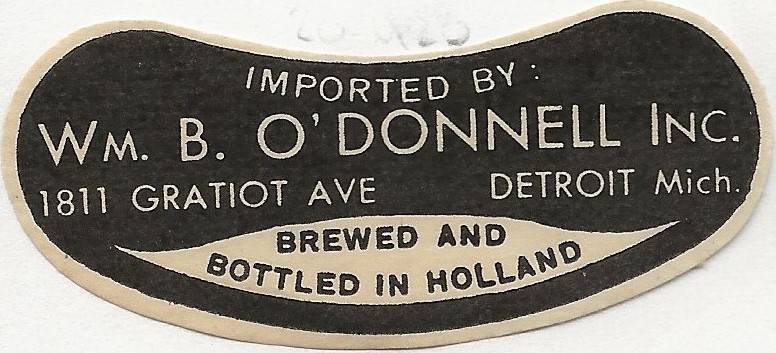 IMPORTED BY:
WM. B. O'DONNELL INC.
1811 GRATIOT AVE DETROIT Mich.
BREWED AND
BOTTLED IN HOLLAND